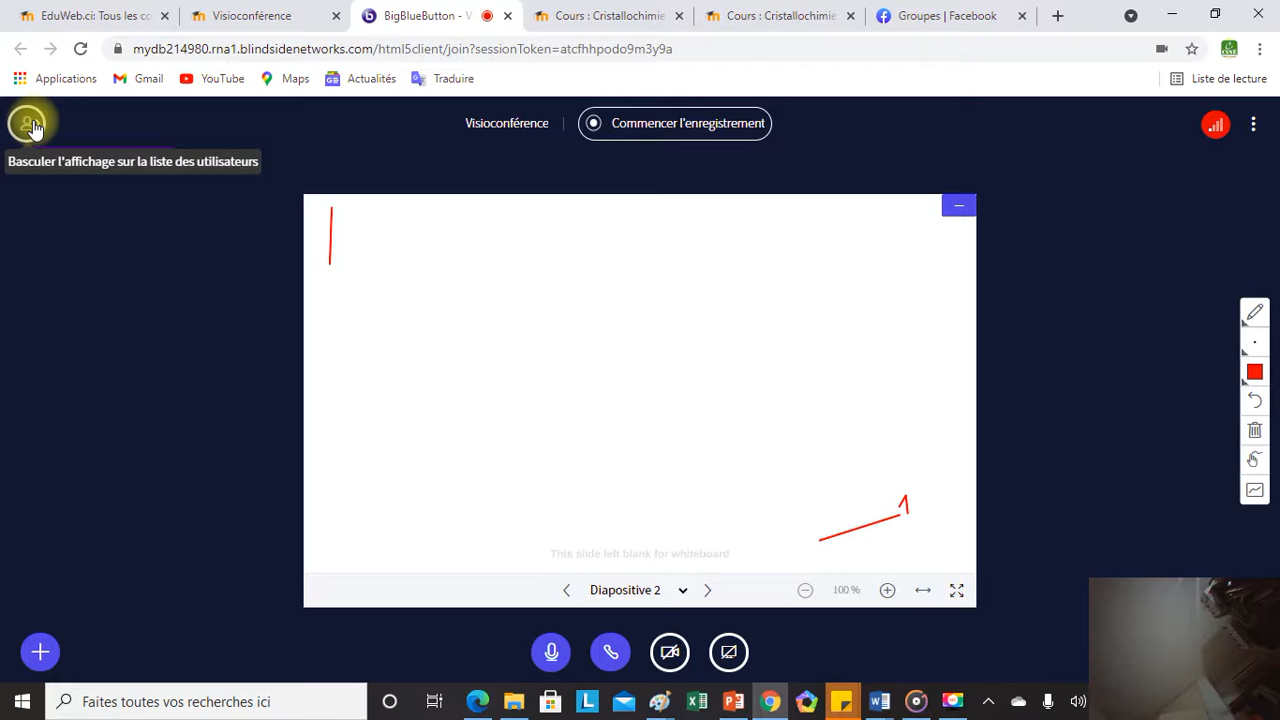 EduWeb.ci: Tous les cc
Visioconférence
BigBlueButton - V
Cours : Cristallochimie
Cours : Cristallochimie
Groupes | Facebook
mydb214980.rna1.blindsidenetworks.com/html5client/join?sessionToken=atcfhhpodo9m3y9a
Applications
Gmail
YouTube
Maps
Actualités
Traduire
Liste de lecture
Visioconférence
Commencer l'enregistrement
Basculer l'affichage sur la liste des utilisateurs
1
This slide left blank for whiteboard
Diapositive 2
100 %
Faites toutes vos recherches ici